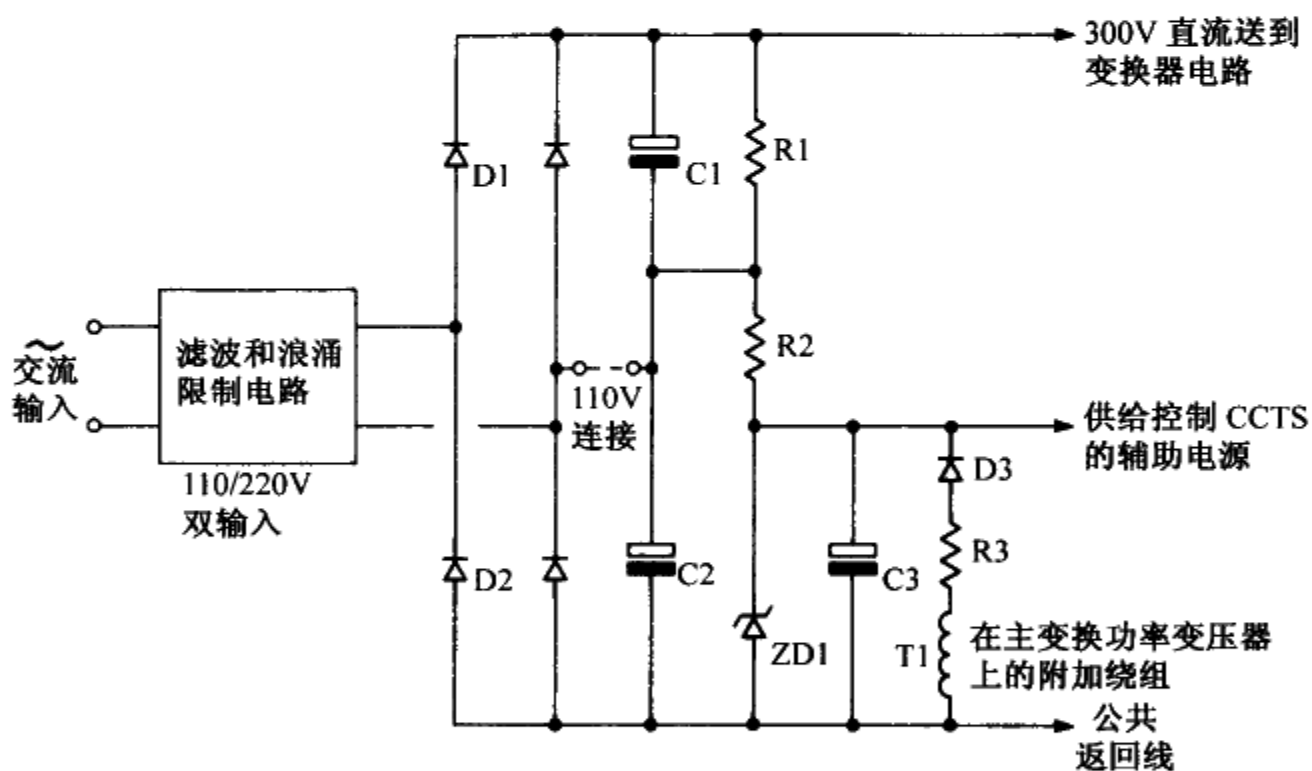 300V 直流送到
变换器电路
D1
C1
R1
R2
~
交流
输入
滤波和浪涌
限制电路
110V
连接
供给控制 CCTS
的辅助电源
110/220V
双输入
D3
R3
D2
C2
ZD1
C3
T1
在主变换功率变压器
上的附加绕组
公共
返回线